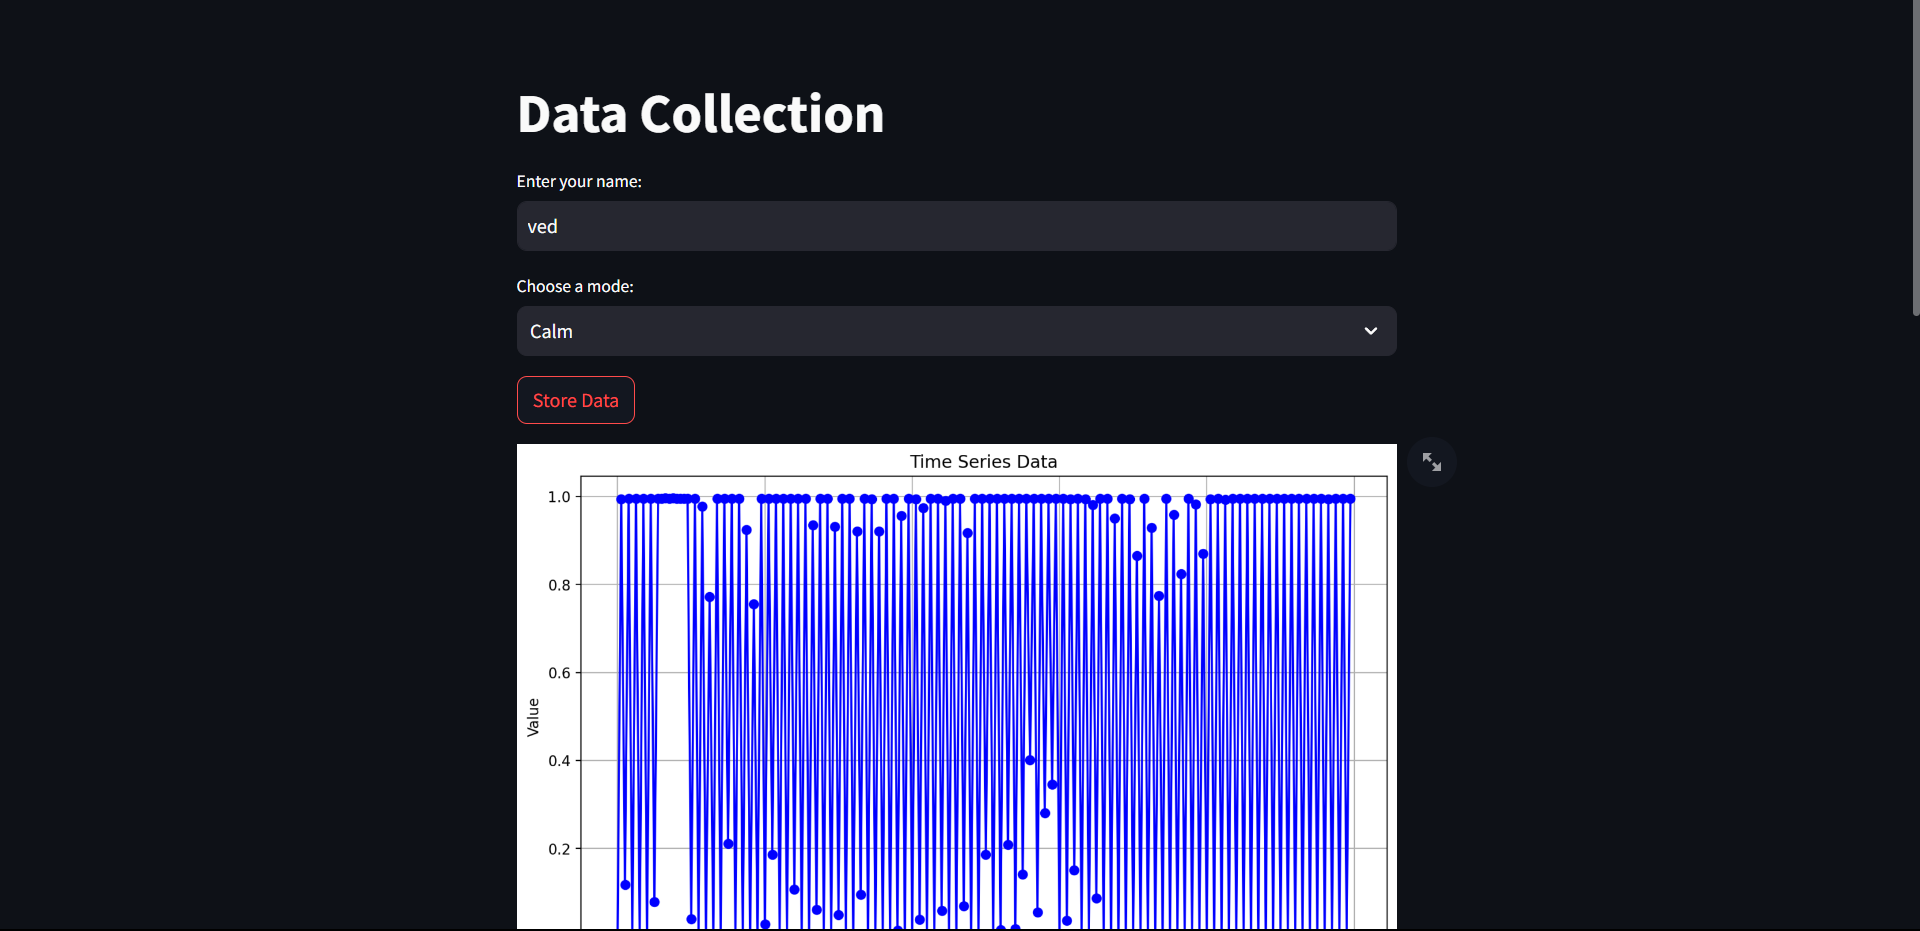 Data Collection
Enter your name:
ved
Choose a mode:
Calm
Store Data
Time Series Data
1.0
0.8
0.6
Value
0.4
0.2